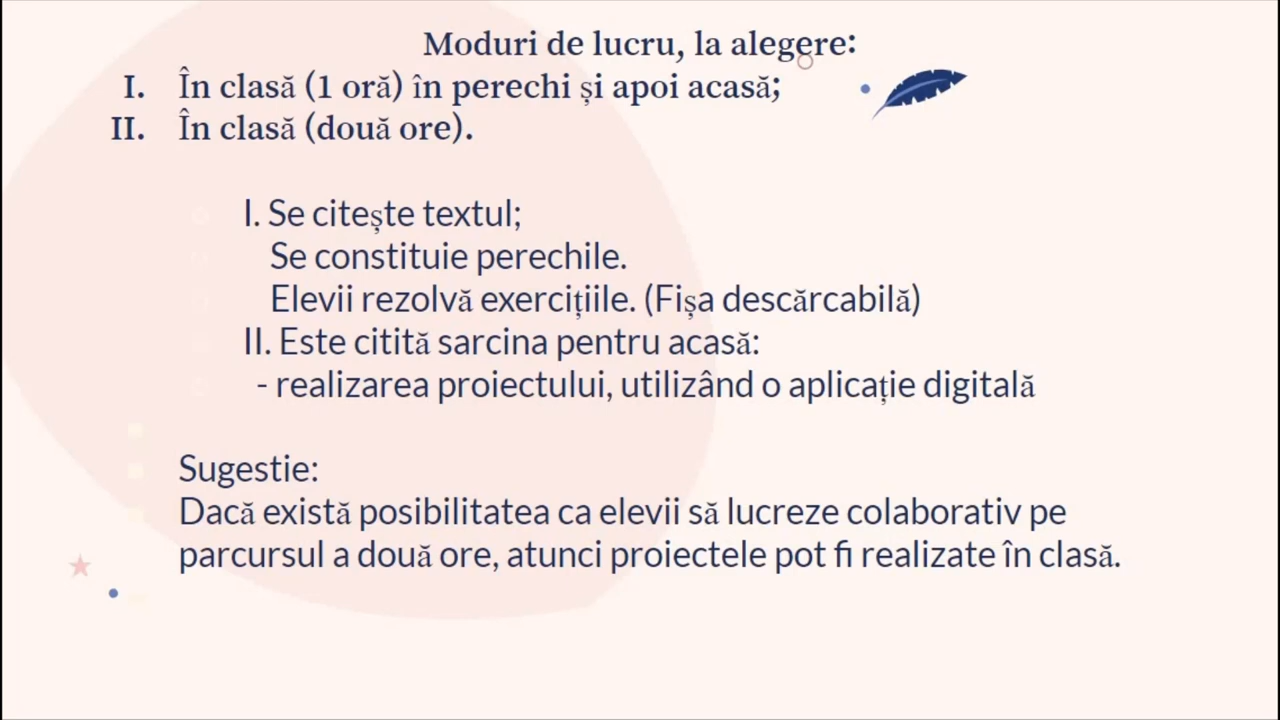 Moduri de lucru, la alegere:
I. În clasă (1 oră) în perechi și apoi acasă;
II. În clasă (două ore).
I. Se citește textul;
Se constituie perechile.
Elevii rezolvă exercițiile. (Fișa descărcabilă)
II. Este citită sarcina pentru acasă:
- realizarea proiectului, utilizând o aplicație digitală
Sugestie:
Dacă există posibilitatea ca elevii să lucreze colaborativ pe
parcursul a două ore, atunci proiectele pot fi realizate în clasă.